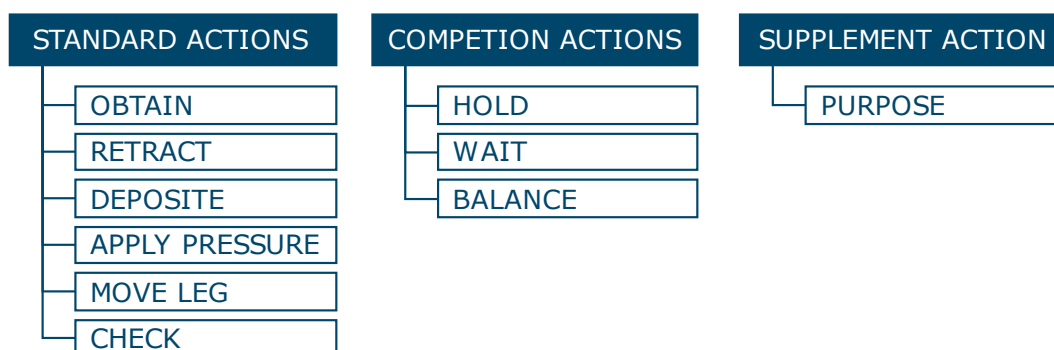 STANDARD ACTIONS
OBTAIN
RETRACT
DEPOSITE
APPLY PRESSURE
MOVE LEG
CHECK
COMPETION ACTIONS
HOLD
WAIT
BALANCE
SUPPLEMENT ACTION
PURPOSE